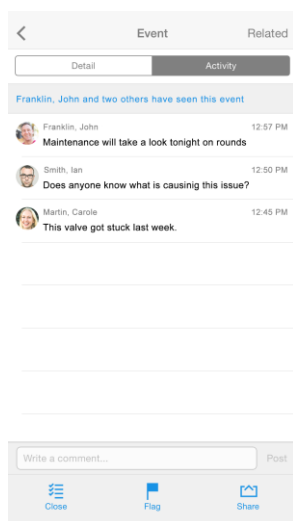 Event
Related
Detail
Activity
Franklin, John and two others have seen this event
Franklin, John
12:57 PM
Maintenance will take a look tonight on rounds
Smith, Ian
12:50 PM
Does anyone know what is causinig this issue?
Martin, Carole
12:45 PM
This valve got stuck last week.
Write a comment...
Post
Close
Flag
Share